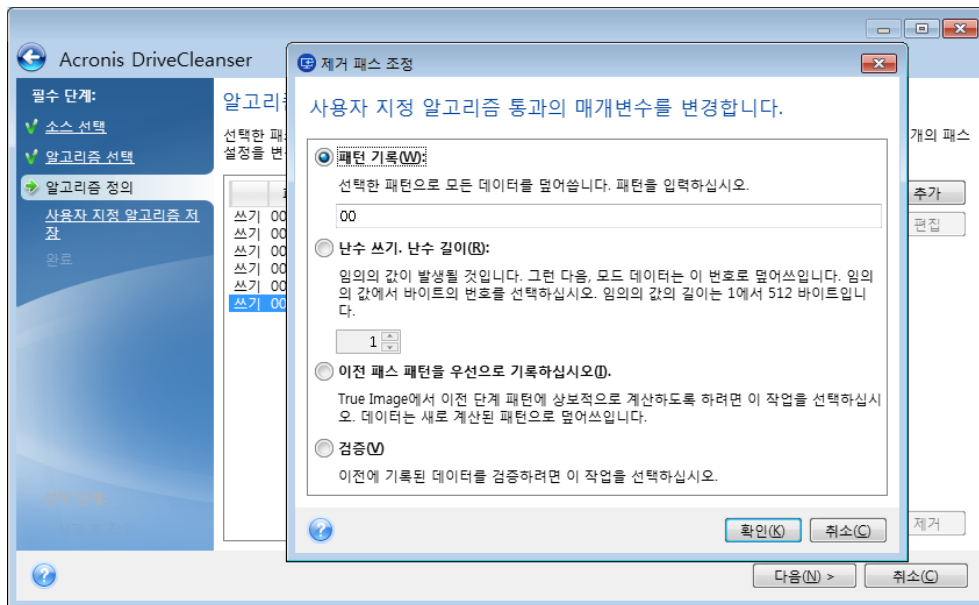 Acronis DriveCleanser
필수 단계:
소스 선택
알고리즘 선택
알고리즘 정의
사용자 지정 알고리즘 저
장
완료
알고리
선택한 패
설정을 변
개의 패스
쓰기 00
쓰기 00
쓰기 00
쓰기 00
쓰기 00
쓰기 00
추가
편집
제거
제거 패스 조정
사용자 지정 알고리즘 통과의 매개변수를 변경합니다.
패턴 기록(W):
선택한 패턴으로 모든 데이터를 덮어씁니다. 패턴을 입력하십시오.
00
난수 쓰기. 난수 길이(R):
임의의 값이 발생될 것입니다. 그런 다음, 모드 데이터는 이 번호로 덮어쓰입니다. 임의
의 값에서 바이트의 번호를 선택하십시오. 임의의 값의 길이는 1에서 512 바이트입니
다.
1
이전 패스 패턴을 우선으로 기록하십시오(I).
True Image에서 이전 단계 패턴에 상보적으로 계산하도록 하려면 이 작업을 선택하십시
오. 데이터는 새로 계산된 패턴으로 덮어쓰입니다.
검증(V)
이전에 기록된 데이터를 검증하려면 이 작업을 선택하십시오.
확인(K)
취소(C)
다음(N) >
취소(C)